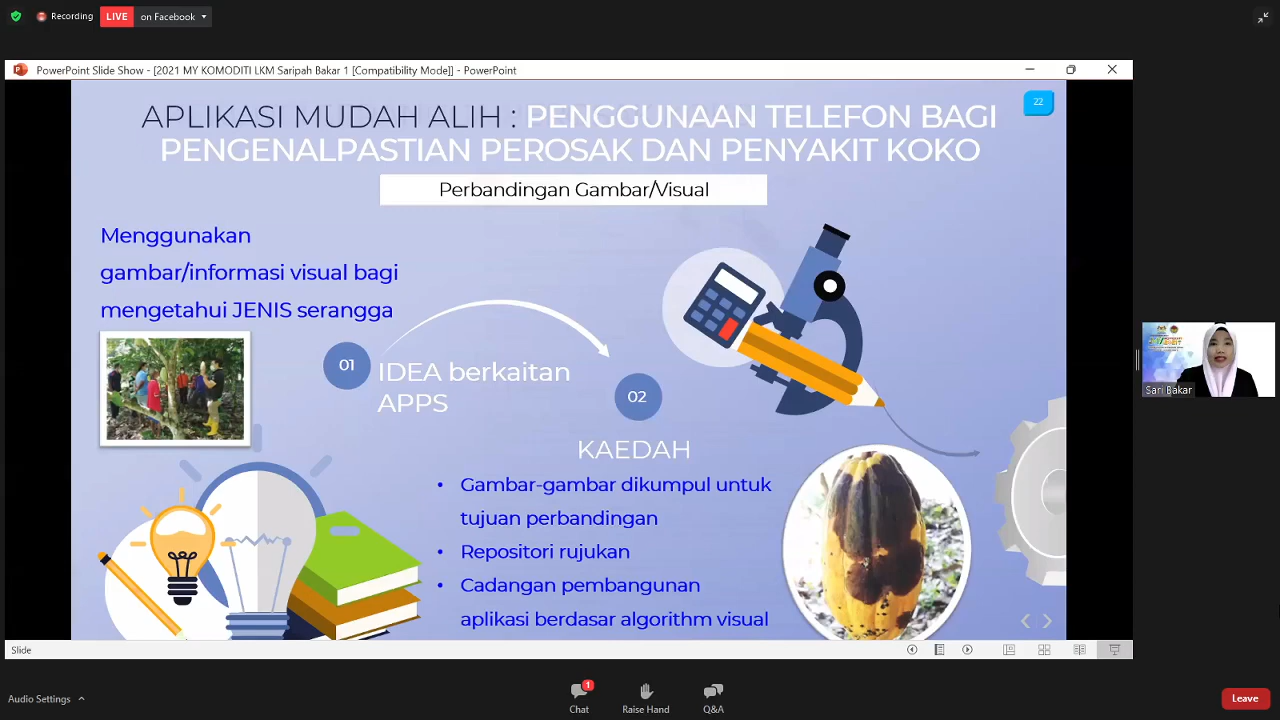 Recording
LIVE
on Facebook
PowerPoint Slide Show - [2021 MY KOMODITI LKM Saripah Bakar 1 [Compatibility Mode]] - PowerPoint
22
APLIKASI MUDAH ALIH : PENGGUNAAN TELEFON BAGI
PENGENALPASTIAN PEROSAK DAN PENYAKIT KOKO
Perbandingan Gambar/Visual
Menggunakan
gambar/informasi visual bagi
mengetahui JENIS serangga
01
IDEA berkaitan
APPS
02
KAEDAH
• Gambar-gambar dikumpul untuk
tujuan perbandingan
• Repositori rujukan
• Cadangan pembangunan
aplikasi berdasar algorithm visual
Sari Bakar
Slide
Audio Settings
1
Chat
Raise Hand
Q&A
Leave